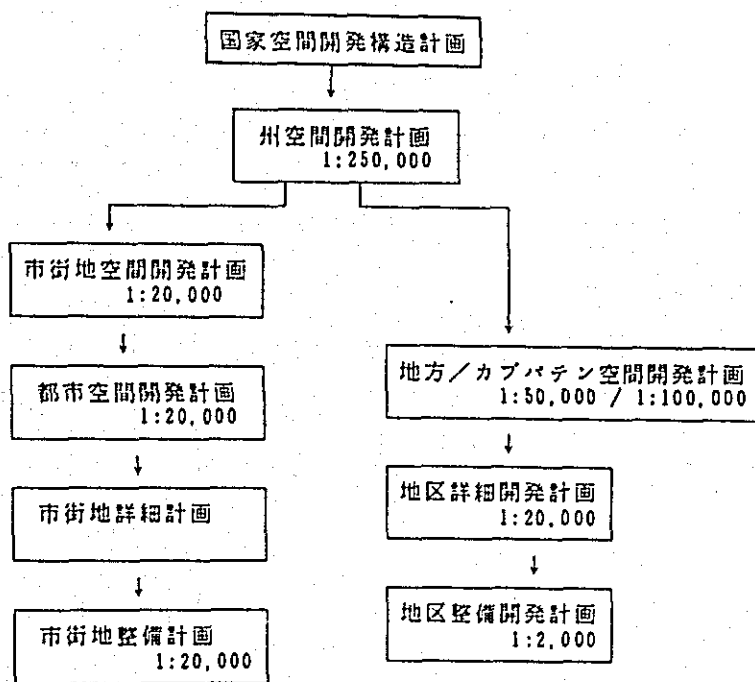 国家空間開発構造計画
州空間開発計画
1:250,000
市街地空間開発計画
1:20,000
都市空間開発計画
1:20,000
市街地詳細計画
市街地整備計画
1:20,000
地方／カブパテン空間開発計画
1:50,000 / 1:100,000
地区詳細開発計画
1:20,000
地区整備開発計画
1:2,000